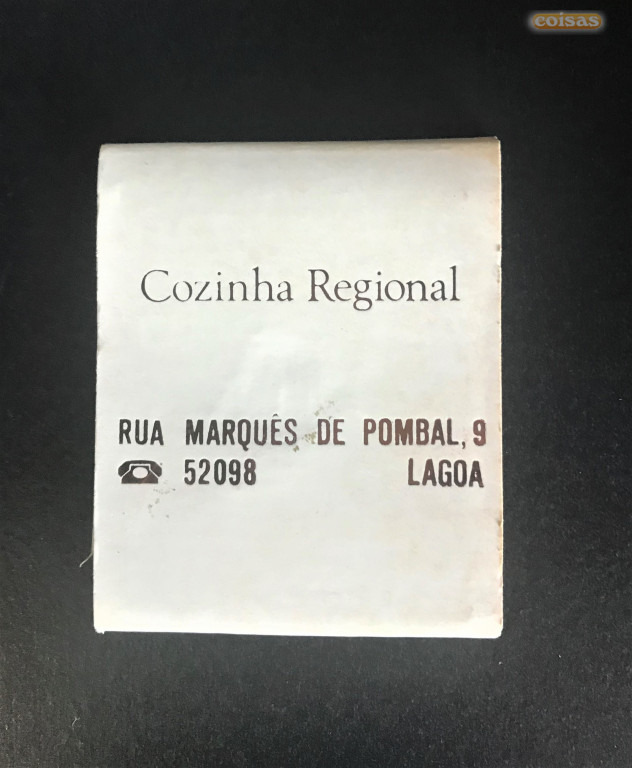 coisas
Cozinha Regional
RUA MARQUÊS DE POMBAL, 9
52098 LAGOA